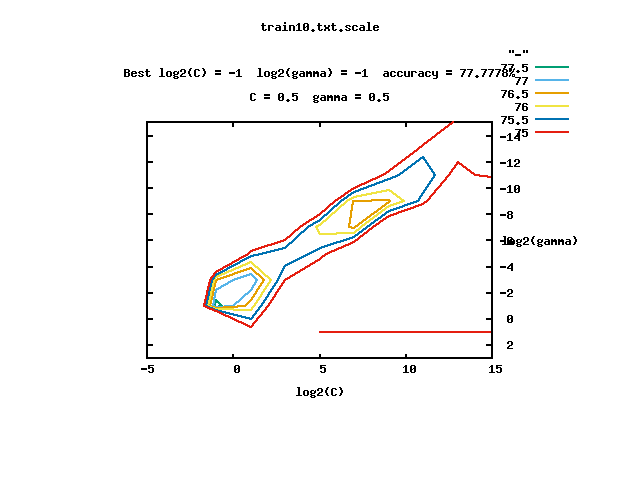 train10.txt.scale
"-"
Best log2(C) = -1  log2(gamma) = -1  accuracy = 77.7778%
C = 0.5  gamma = 0.5
77.5
77
76.5
76
75.5
75
-14
-12
-10
-8
-6
log2(gamma)
-4
-2
0
2
-5 0 5 10 15
log2(C)